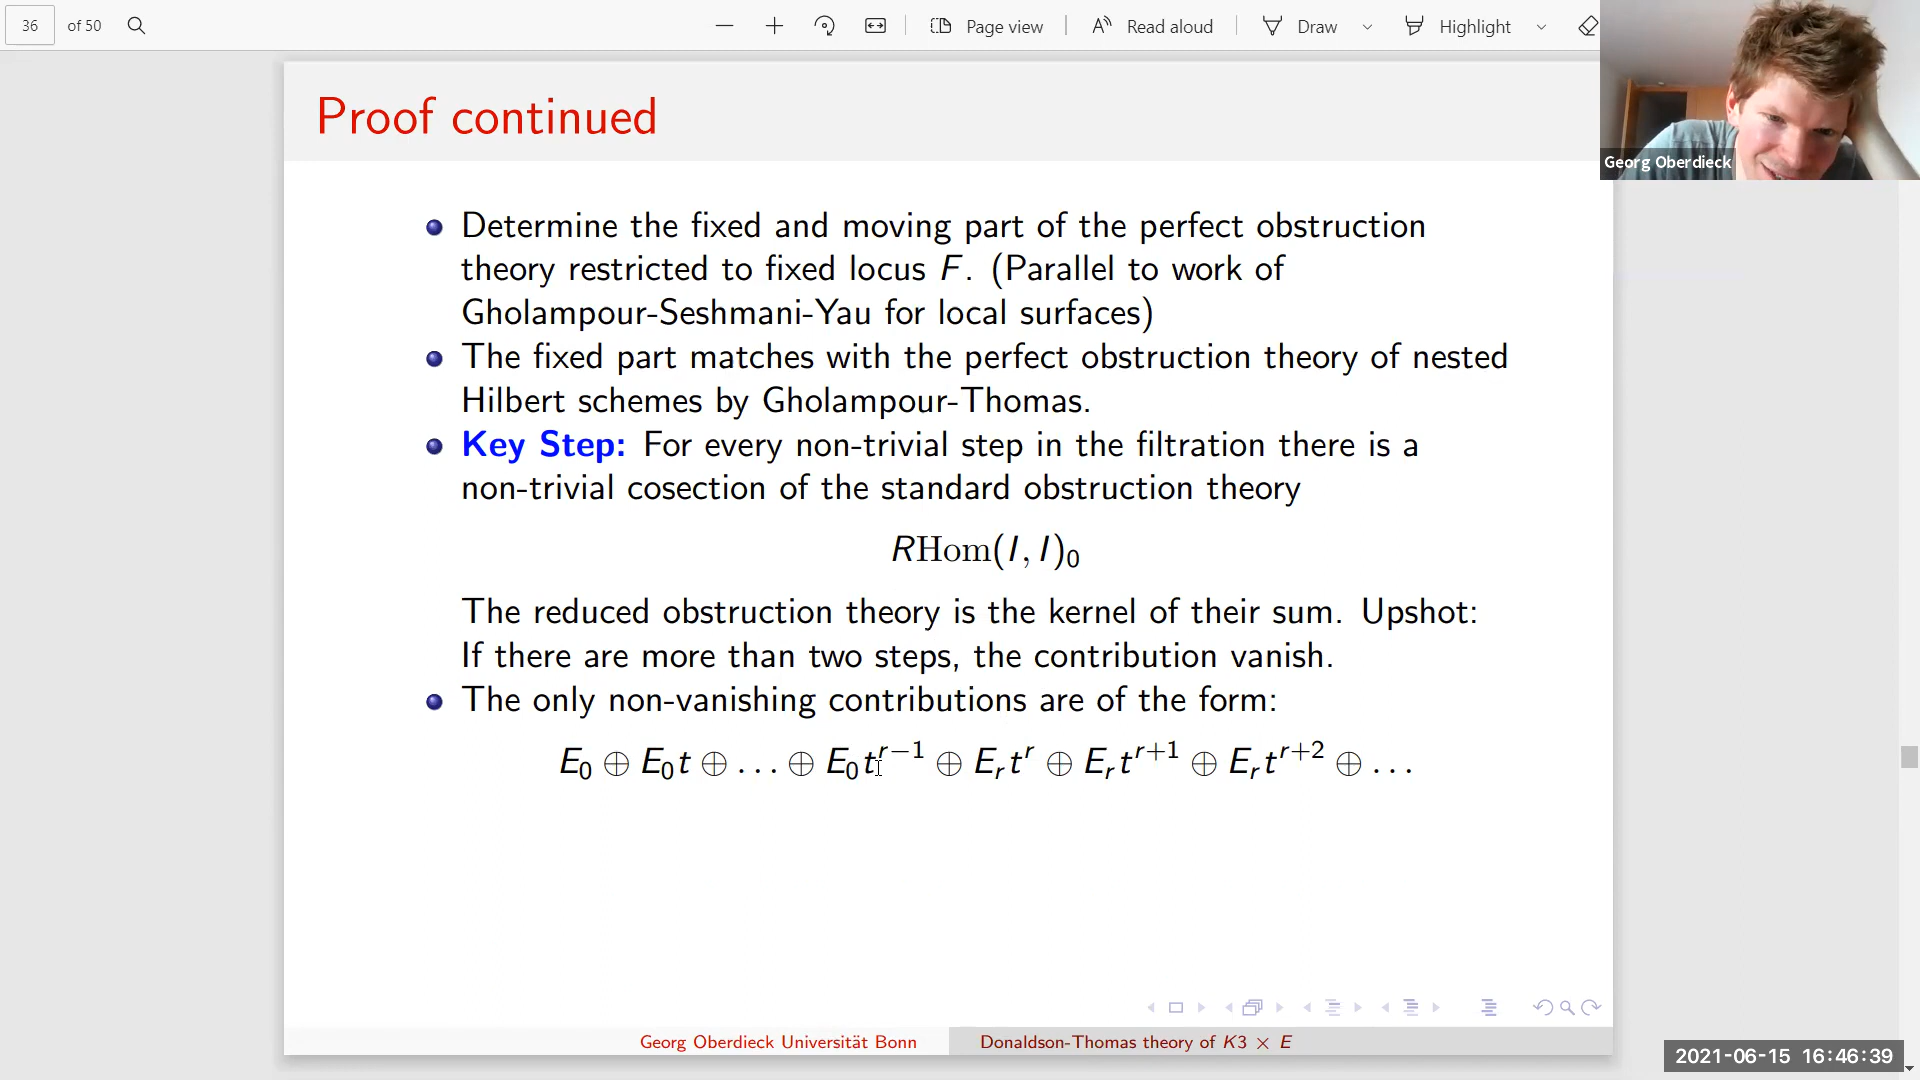 36 of 50 Page view Read aloud Draw Highlight
Proof continued
Georg Oberdieck
Determine the fixed and moving part of the perfect obstruction
theory restricted to fixed locus F. (Parallel to work of
Gholampour-Seshmani-Yau for local surfaces)
The fixed part matches with the perfect obstruction theory of nested
Hilbert schemes by Gholampour-Thomas.
Key Step: For every non-trivial step in the filtration there is a
non-trivial cosection of the standard obstruction theory
RHom(I, I)₀
The reduced obstruction theory is the kernel of their sum. Upshot:
If there are more than two steps, the contribution vanish.
The only non-vanishing contributions are of the form:
E₀ ⊕ E₀t ⊕ … ⊕ E₀t^{r−1} ⊕ E_r t^r ⊕ E_r t^{r+1} ⊕ E_r t^{r+2} ⊕ …
Georg Oberdieck Universität Bonn Donaldson-Thomas theory of K3 × E
2021-06-15 16:46:39